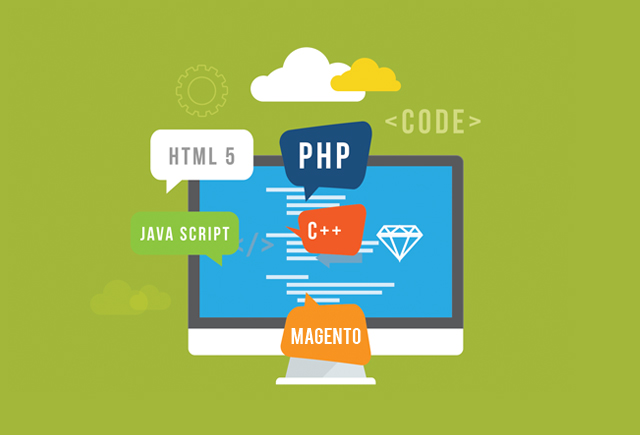 <CODE>
HTML 5
PHP
JAVA SCRIPT
</>
C++
MAGENTO